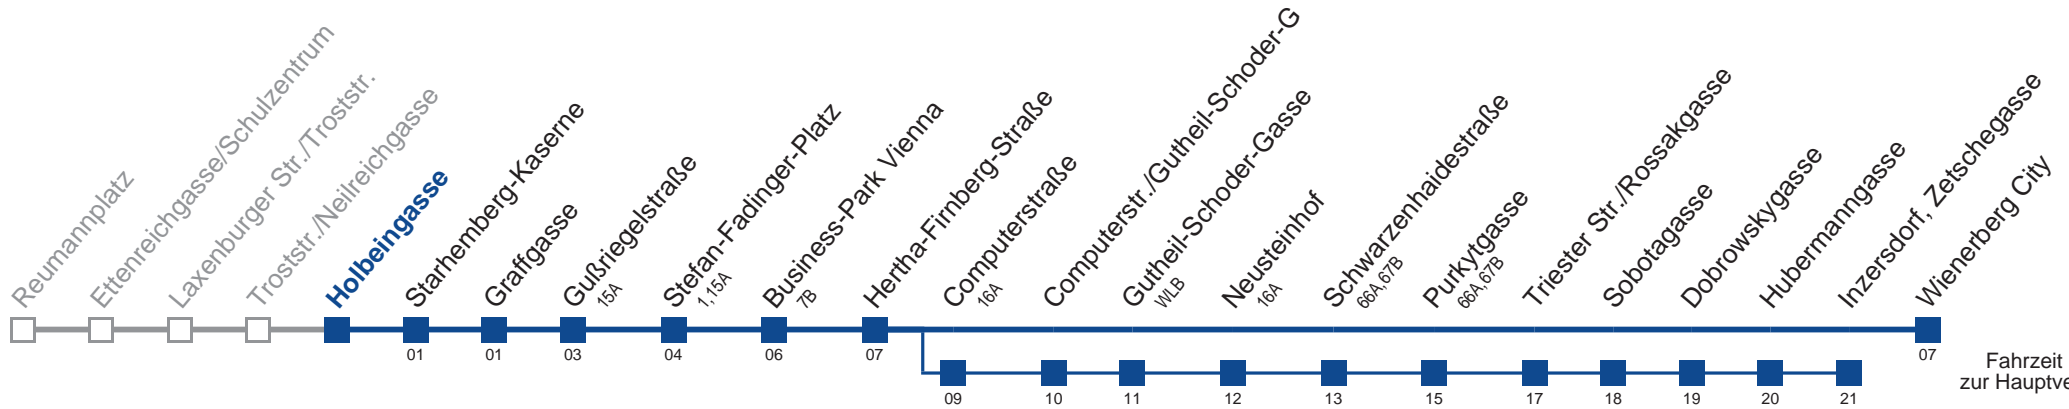 Reumannplatz
Ettenreichgasse/Schulzentrum
Laxenburger Str./Troststr.
Troststr./Neilreichgasse
Holbeingasse
Starhemberg-Kaserne
Graffgasse
Gußriegelstraße
15A
Stefan-Fadinger-Platz
1,15A
Business-Park Vienna
7B
Hertha-Firnberg-Straße
Computerstraße
16A
Computerstr./Gutheil-Schoder-G
Gutheil-Schoder-Gasse
WLB
Neusteinhof
16A
Schwarzenhaidestraße
66A,67B
Purkytgasse
66A,67B
Triester Str./Rossakgasse
Sobotagasse
Dobrowskygasse
Hubermanngasse
Inzersdorf, Zetschegasse
Wienerberg City
01 01 03 04 06 07 07
09 10 11 12 13 15 17 18 19 20 21
Fahrzeit
zur Hauptve